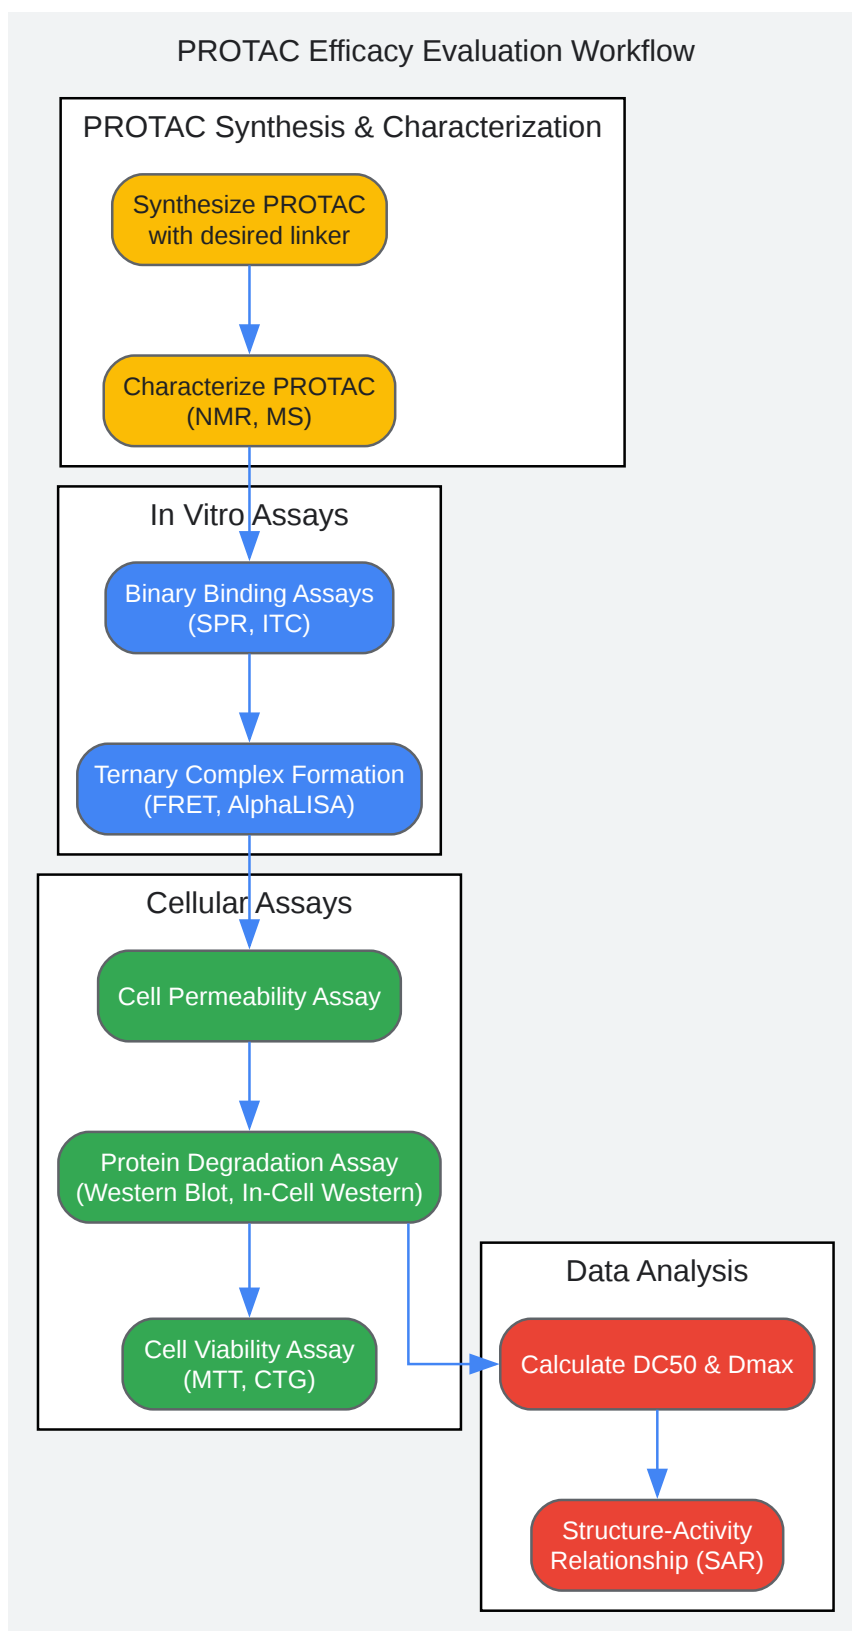 PROTAC Efficacy Evaluation Workflow
PROTAC Synthesis & Characterization
Synthesize PROTAC
with desired linker
Characterize PROTAC
(NMR, MS)
In Vitro Assays
Binary Binding Assays
(SPR, ITC)
Ternary Complex Formation
(FRET, AlphaLISA)
Cellular Assays
Cell Permeability Assay
Protein Degradation Assay
(Western Blot, In-Cell Western)
Cell Viability Assay
(MTT, CTG)
Data Analysis
Calculate DC50 & Dmax
Structure-Activity
Relationship (SAR)